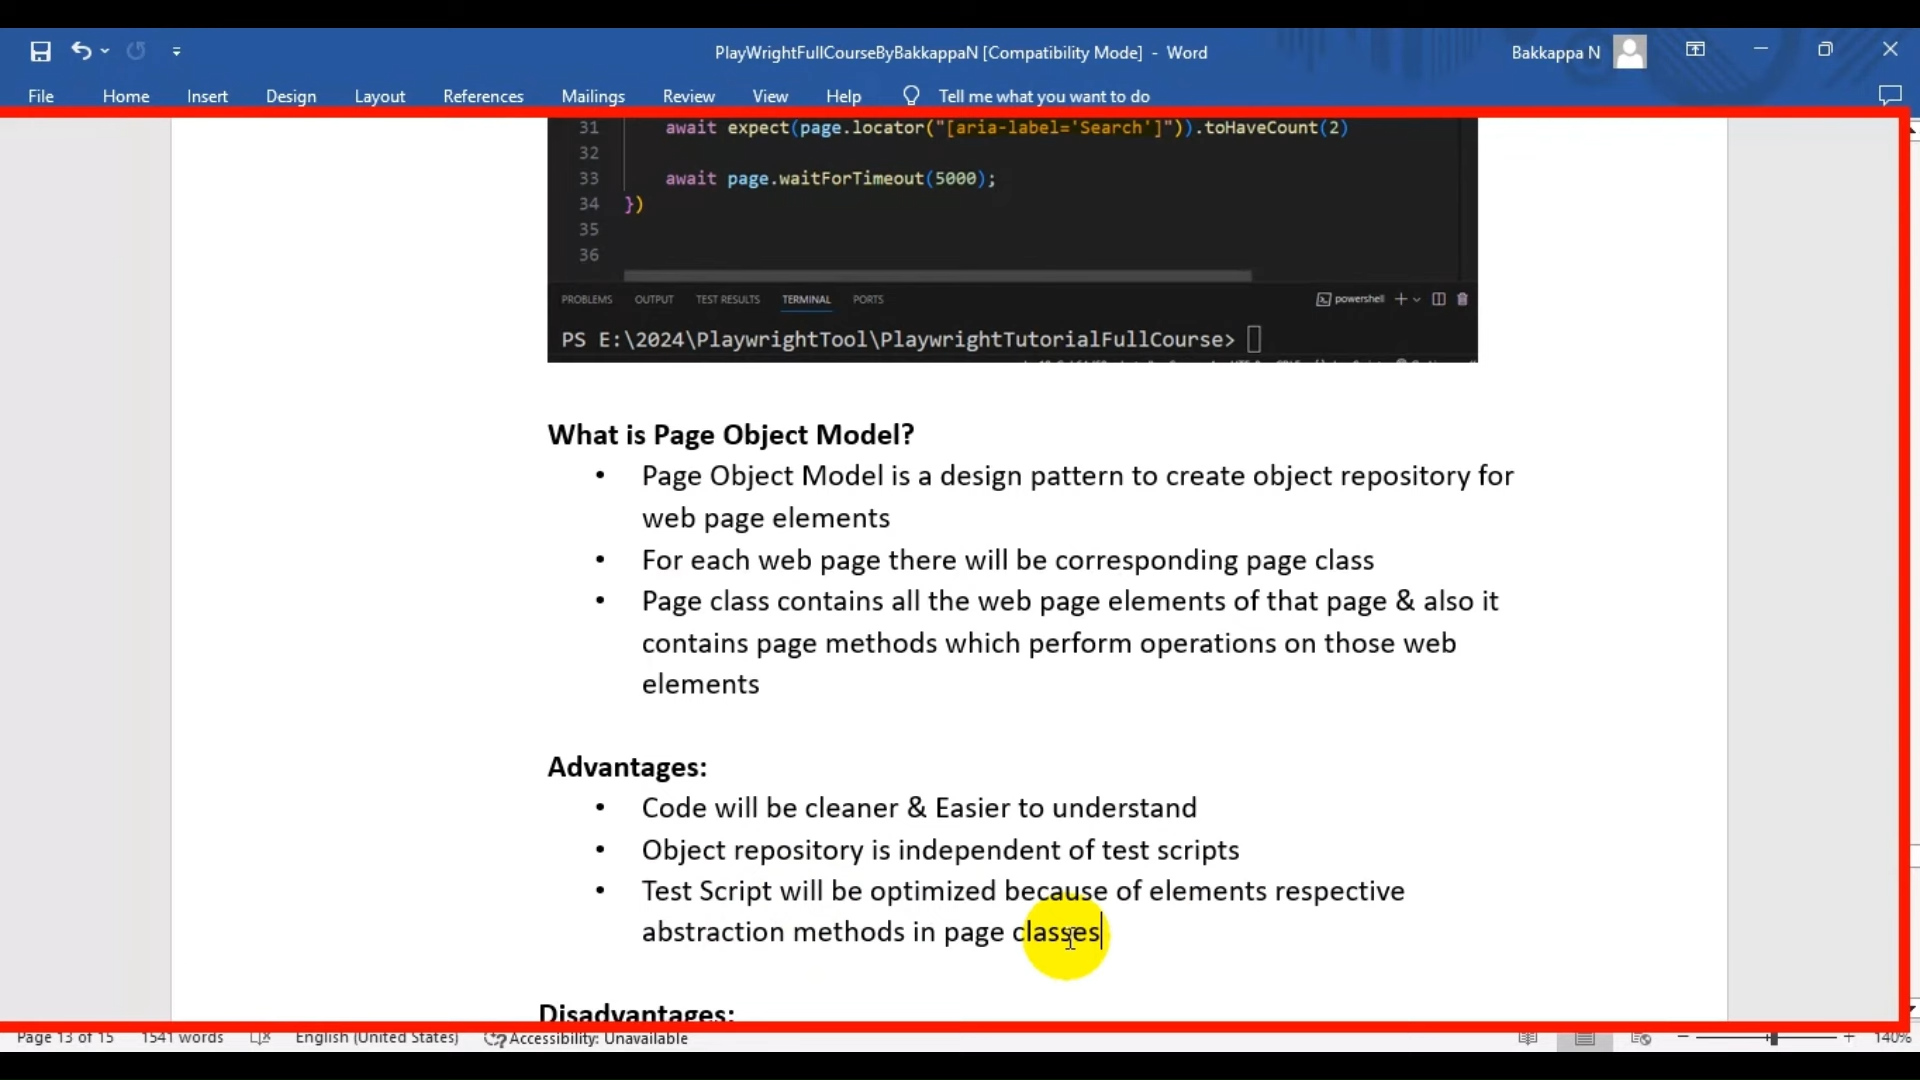 PlayWrightFullCourseByBakkappaN [Compatibility Mode] - Word
Bakkappa N
File Home Insert Design Layout References Mailings Review View Help Tell me what you want to do
31 await expect(page.locator("[aria-label='Search']")).toHaveCount(2)
32
33 await page.waitForTimeout(5000);
34 })
35
36
PROBLEMS OUTPUT TEST RESULTS TERMINAL PORTS powershell
PS E:\2024\PlaywrightTool\PlaywrightTutorialFullCourse>
What is Page Object Model?
• Page Object Model is a design pattern to create object repository for
web page elements
• For each web page there will be corresponding page class
• Page class contains all the web page elements of that page & also it
contains page methods which perform operations on those web
elements
Advantages:
• Code will be cleaner & Easier to understand
• Object repository is independent of test scripts
• Test Script will be optimized because of elements respective
abstraction methods in page classes
Disadvantages:
Page 13 of 15 1541 words English (United States) Accessibility: Unavailable 140%